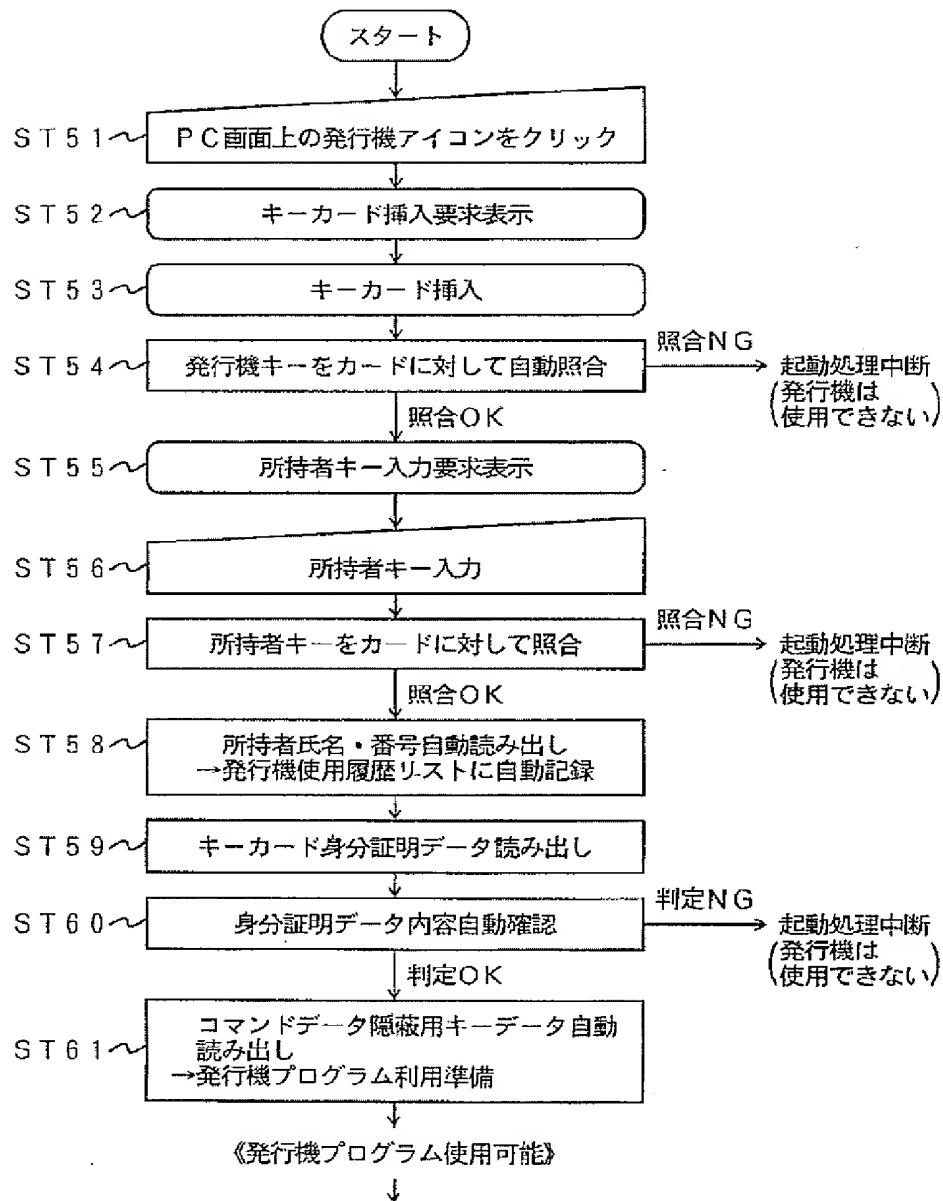 スタート
ST51 PC画面上の発行機アイコンをクリック
ST52 キーカード挿入要求表示
ST53 キーカード挿入
ST54 発行機キーをカードに対して自動照合 照合NG 起動処理中断
(発行機は
使用できない)
照合OK
ST55 所持者キー入力要求表示
ST56 所持者キー入力
ST57 所持者キーをカードに対して照合 照合NG 起動処理中断
(発行機は
使用できない)
照合OK
ST58 所持者氏名・番号自動読み出し
→発行機使用履歴リストに自動記録
ST59 キーカード身分証明データ読み出し
ST60 身分証明データ内容自動確認 判定NG 起動処理中断
(発行機は
使用できない)
判定OK
ST61 コマンドデータ隠蔽用キーデータ自動
読み出し
→発行機プログラム利用準備
《発行機プログラム使用可能》